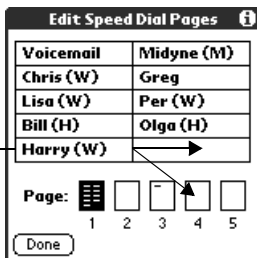 Edit Speed Dial Pages i
Voicemail Midyne (M)
Chris (W) Greg
Lisa (W) Per (W)
Bill (H) Olga (H)
Harry (W)
Page:
1 2 3 4 5
Done